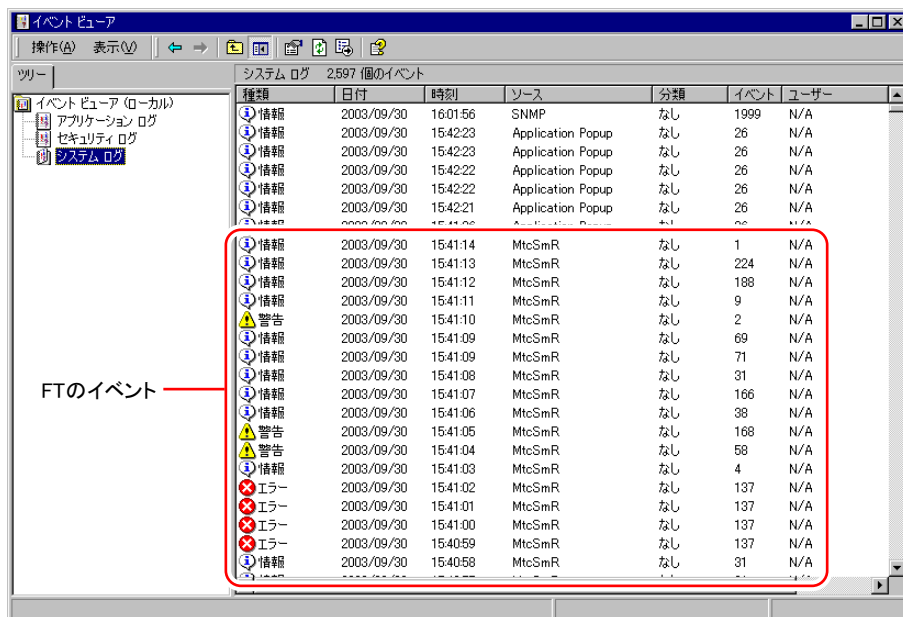 イベント ビューア
操作(A) 表示(V)
ツリー
システム ログ 2,597 個のイベント
イベント ビューア (ローカル)
アプリケーション ログ
セキュリティ ログ
システム ログ
種類 日付 時刻 ソース 分類 イベント ユーザー
情報 2003/09/30 16:01:56 SNMP なし 1999 N/A
情報 2003/09/30 15:42:23 Application Popup なし 26 N/A
情報 2003/09/30 15:42:23 Application Popup なし 26 N/A
情報 2003/09/30 15:42:22 Application Popup なし 26 N/A
情報 2003/09/30 15:42:22 Application Popup なし 26 N/A
情報 2003/09/30 15:42:21 Application Popup なし 26 N/A
情報 2003/09/30 15:41:14 MtcSmR なし 1 N/A
情報 2003/09/30 15:41:13 MtcSmR なし 224 N/A
情報 2003/09/30 15:41:12 MtcSmR なし 188 N/A
情報 2003/09/30 15:41:11 MtcSmR なし 9 N/A
警告 2003/09/30 15:41:10 MtcSmR なし 2 N/A
情報 2003/09/30 15:41:09 MtcSmR なし 69 N/A
情報 2003/09/30 15:41:09 MtcSmR なし 71 N/A
情報 2003/09/30 15:41:08 MtcSmR なし 31 N/A
FTのイベント
情報 2003/09/30 15:41:07 MtcSmR なし 166 N/A
情報 2003/09/30 15:41:06 MtcSmR なし 38 N/A
警告 2003/09/30 15:41:05 MtcSmR なし 168 N/A
警告 2003/09/30 15:41:04 MtcSmR なし 58 N/A
情報 2003/09/30 15:41:03 MtcSmR なし 4 N/A
エラー 2003/09/30 15:41:02 MtcSmR なし 137 N/A
エラー 2003/09/30 15:41:01 MtcSmR なし 137 N/A
エラー 2003/09/30 15:41:00 MtcSmR なし 137 N/A
エラー 2003/09/30 15:40:59 MtcSmR なし 137 N/A
情報 2003/09/30 15:40:58 MtcSmR なし 31 N/A